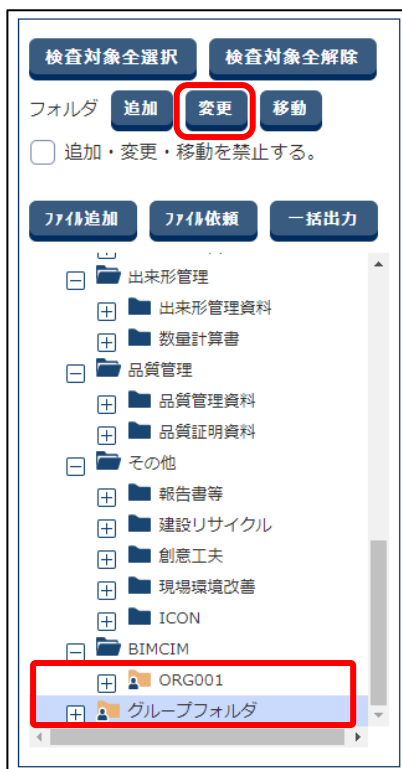 検査対象全選択 検査対象全解除
フォルダ 追加 変更 移動
追加・変更・移動を禁止する。
ﾌｧｲﾙ追加 ﾌｧｲﾙ依頼 一括出力
出来形管理
出来形管理資料
数量計算書
品質管理
品質管理資料
品質証明資料
その他
報告書等
建設リサイクル
創意工夫
現場環境改善
ICON
BIMCIM
ORG001
グループフォルダ